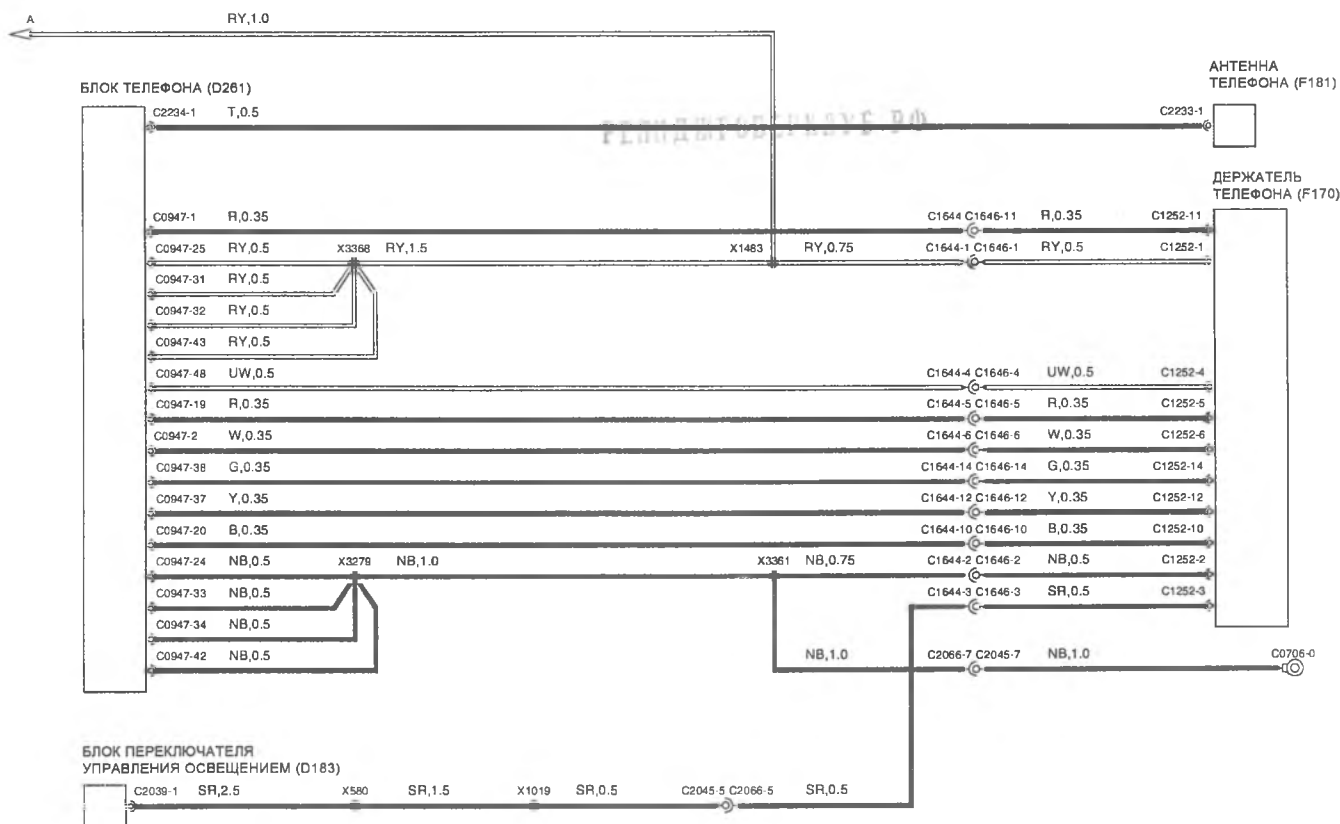 A RY,1.0
БЛОК ТЕЛЕФОНА (D261)
АНТЕННА
ТЕЛЕФОНА (F181)
C2234-1 T,0.5 C2233-1
ДЕРЖАТЕЛЬ
ТЕЛЕФОНА (F170)
C0947-1 R,0.35 C1644 C1646-11 R,0.35 C1252-11
C0947-25 RY,0.5 X3368 RY,1.5 X1483 RY,0.75 C1644-1 C1646-1 RY,0.5 C1252-1
C0947-31 RY,0.5
C0947-32 RY,0.5
C0947-43 RY,0.5
C0947-48 UW,0.5 C1644-4 C1646-4 UW,0.5 C1252-4
C0947-19 R,0.35 C1644-5 C1646-5 R,0.35 C1252-5
C0947-2 W,0.35 C1644-6 C1646-6 W,0.35 C1252-6
C0947-38 G,0.35 C1644-14 C1646-14 G,0.35 C1252-14
C0947-37 Y,0.35 C1644-12 C1646-12 Y,0.35 C1252-12
C0947-20 B,0.35 C1644-10 C1646-10 B,0.35 C1252-10
C0947-24 NB,0.5 X3279 NB,1.0 X3361 NB,0.75 C1644-2 C1646-2 NB,0.5 C1252-2
C0947-33 NB,0.5 C1644-3 C1646-3 SR,0.5 C1252-3
C0947-34 NB,0.5
C0947-42 NB,0.5 NB,1.0 C2066-7 C2045-7 NB,1.0 C0706-0
БЛОК ПЕРЕКЛЮЧАТЕЛЯ
УПРАВЛЕНИЯ ОСВЕЩЕНИЕМ (D183)
C2039-1 SR,2.5 X580 SR,1.5 X1019 SR,0.5 C2045-5 C2066-5 SR,0.5